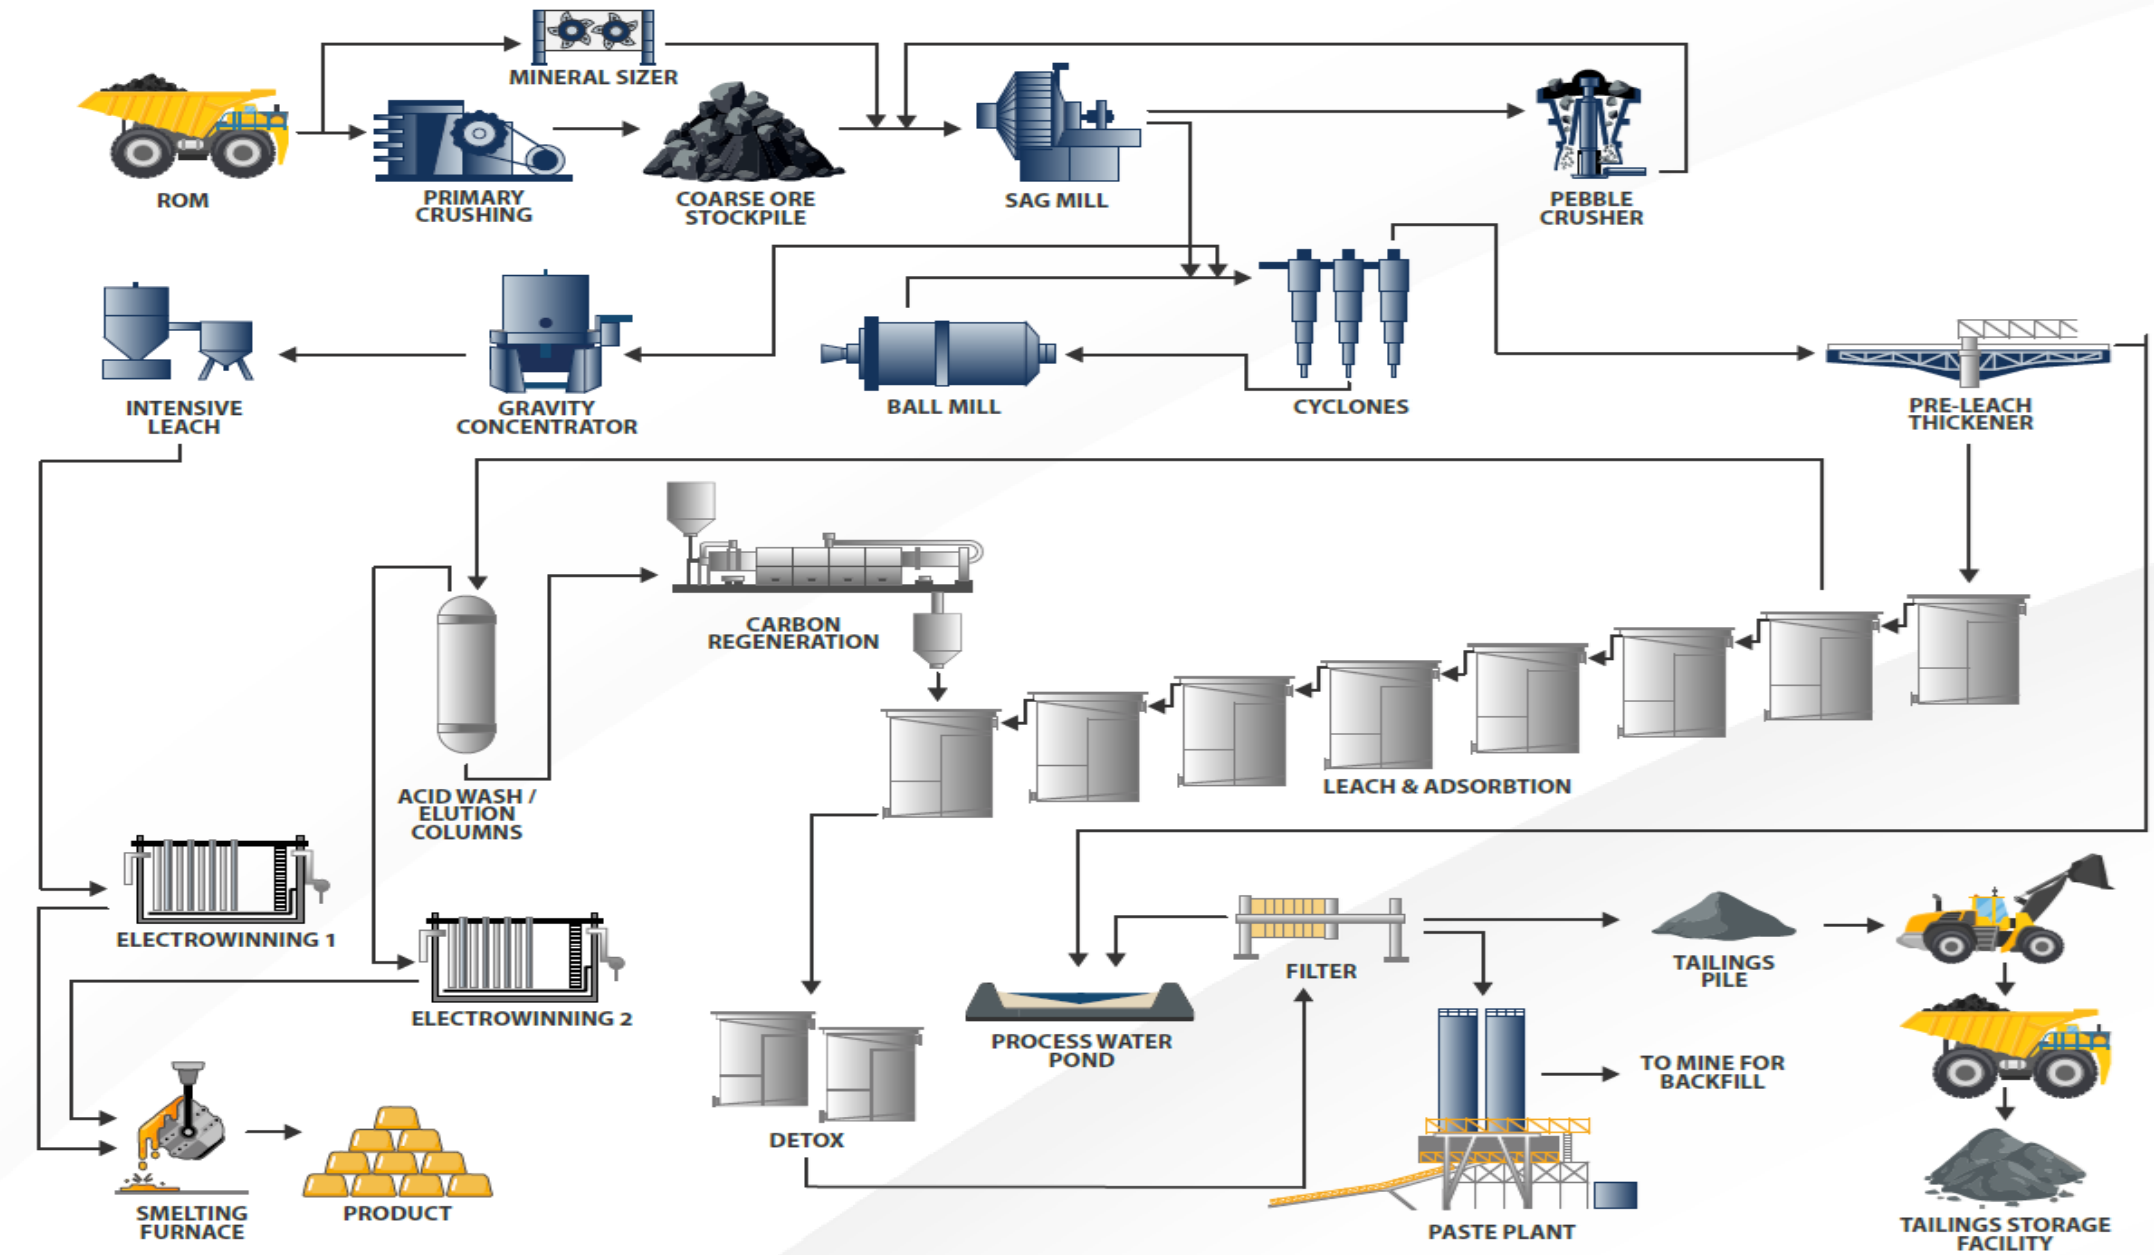 MINERAL SIZER
ROM
PRIMARY
CRUSHING
COARSE ORE
STOCKPILE
SAG MILL
PEBBLE
CRUSHER
INTENSIVE
LEACH
GRAVITY
CONCENTRATOR
BALL MILL
CYCLONES
PRE-LEACH
THICKENER
CARBON
REGENERATION
ACID WASH /
ELUTION
COLUMNS
LEACH & ADSORBTION
ELECTROWINNING 1
ELECTROWINNING 2
FILTER
TAILINGS
PILE
PROCESS WATER
POND
TO MINE FOR
BACKFILL
DETOX
SMELTING
FURNACE
PRODUCT
PASTE PLANT
TAILINGS STORAGE
FACILITY